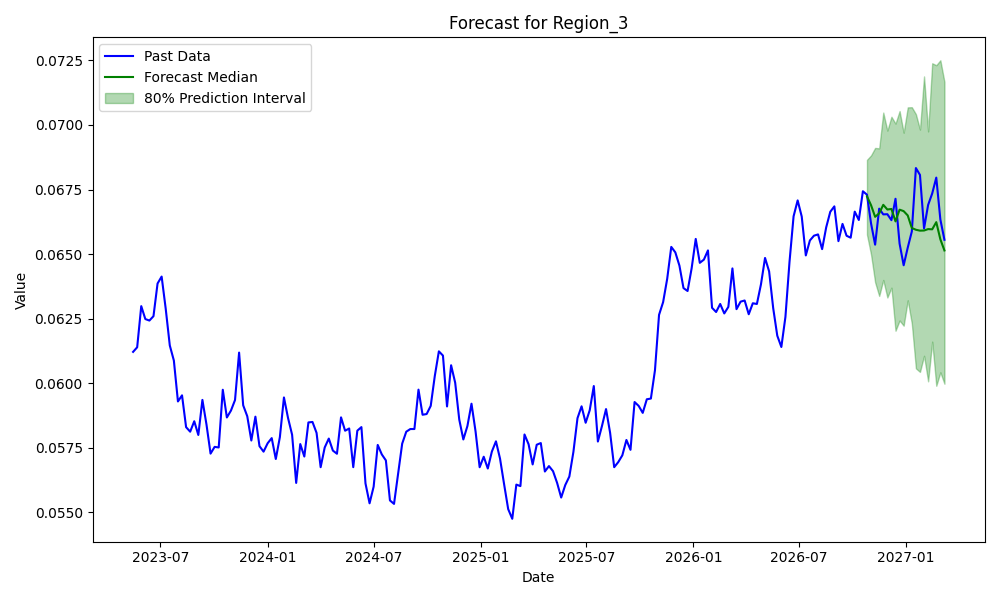 Forecast for Region_3
Past Data
Forecast Median
80% Prediction Interval
Value
0.0725
0.0700
0.0675
0.0650
0.0625
0.0600
0.0575
0.0550
2023-07
2024-01
2024-07
2025-01
2025-07
2026-01
2026-07
2027-01
Date